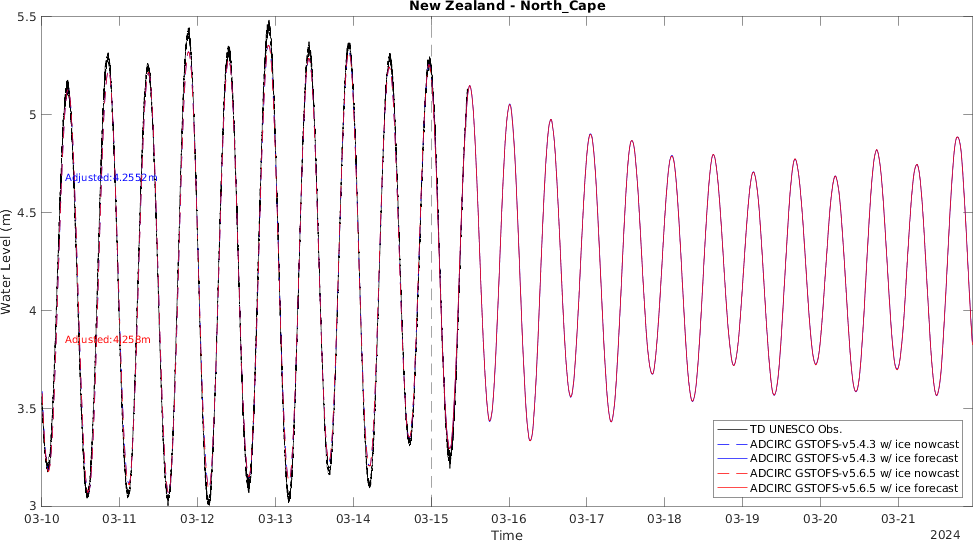 New Zealand - North_Cape
5.5
5
4.5
4
3.5
3
Water Level (m)
Adjusted:4.2552m
Adjusted:4.253m
TD UNESCO Obs.
ADCIRC GSTOFS-v5.4.3 w/ ice nowcast
ADCIRC GSTOFS-v5.4.3 w/ ice forecast
ADCIRC GSTOFS-v5.6.5 w/ ice nowcast
ADCIRC GSTOFS-v5.6.5 w/ ice forecast
03-10 03-11 03-12 03-13 03-14 03-15 03-16 03-17 03-18 03-19 03-20 03-21
Time
2024